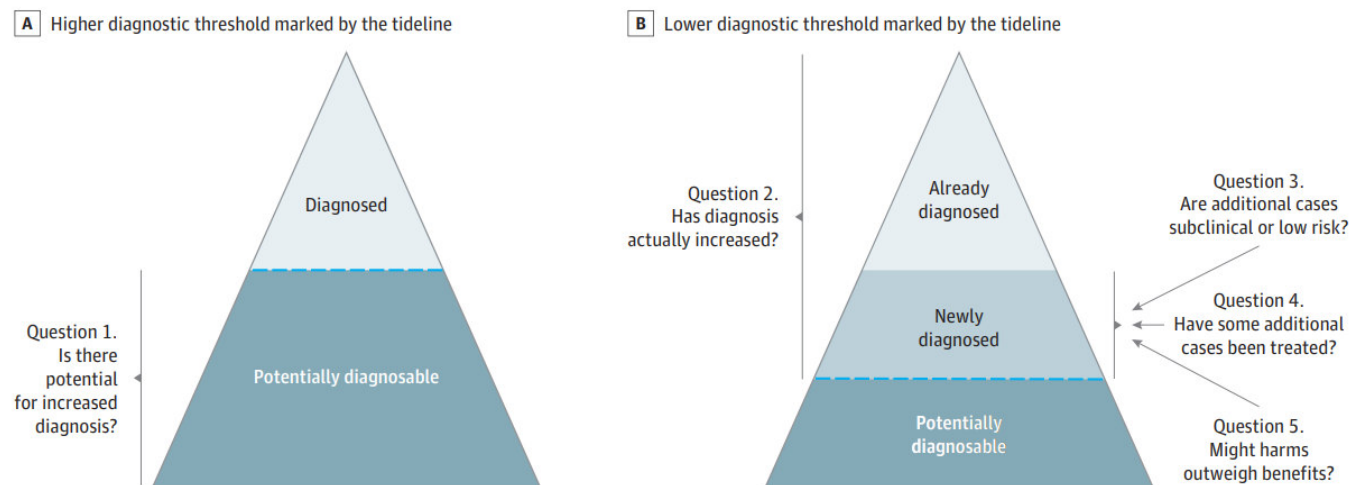 A Higher diagnostic threshold marked by the tideline
Diagnosed
Question 1.
Is there
potential
for increased
diagnosis?
Potentially diagnosable
B Lower diagnostic threshold marked by the tideline
Question 2.
Has diagnosis
actually increased?
Already
diagnosed
Newly
diagnosed
Potentially
diagnosable
Question 3.
Are additional cases
subclinical or low risk?
Question 4.
Have some additional
cases been treated?
Question 5.
Might harms
outweigh benefits?